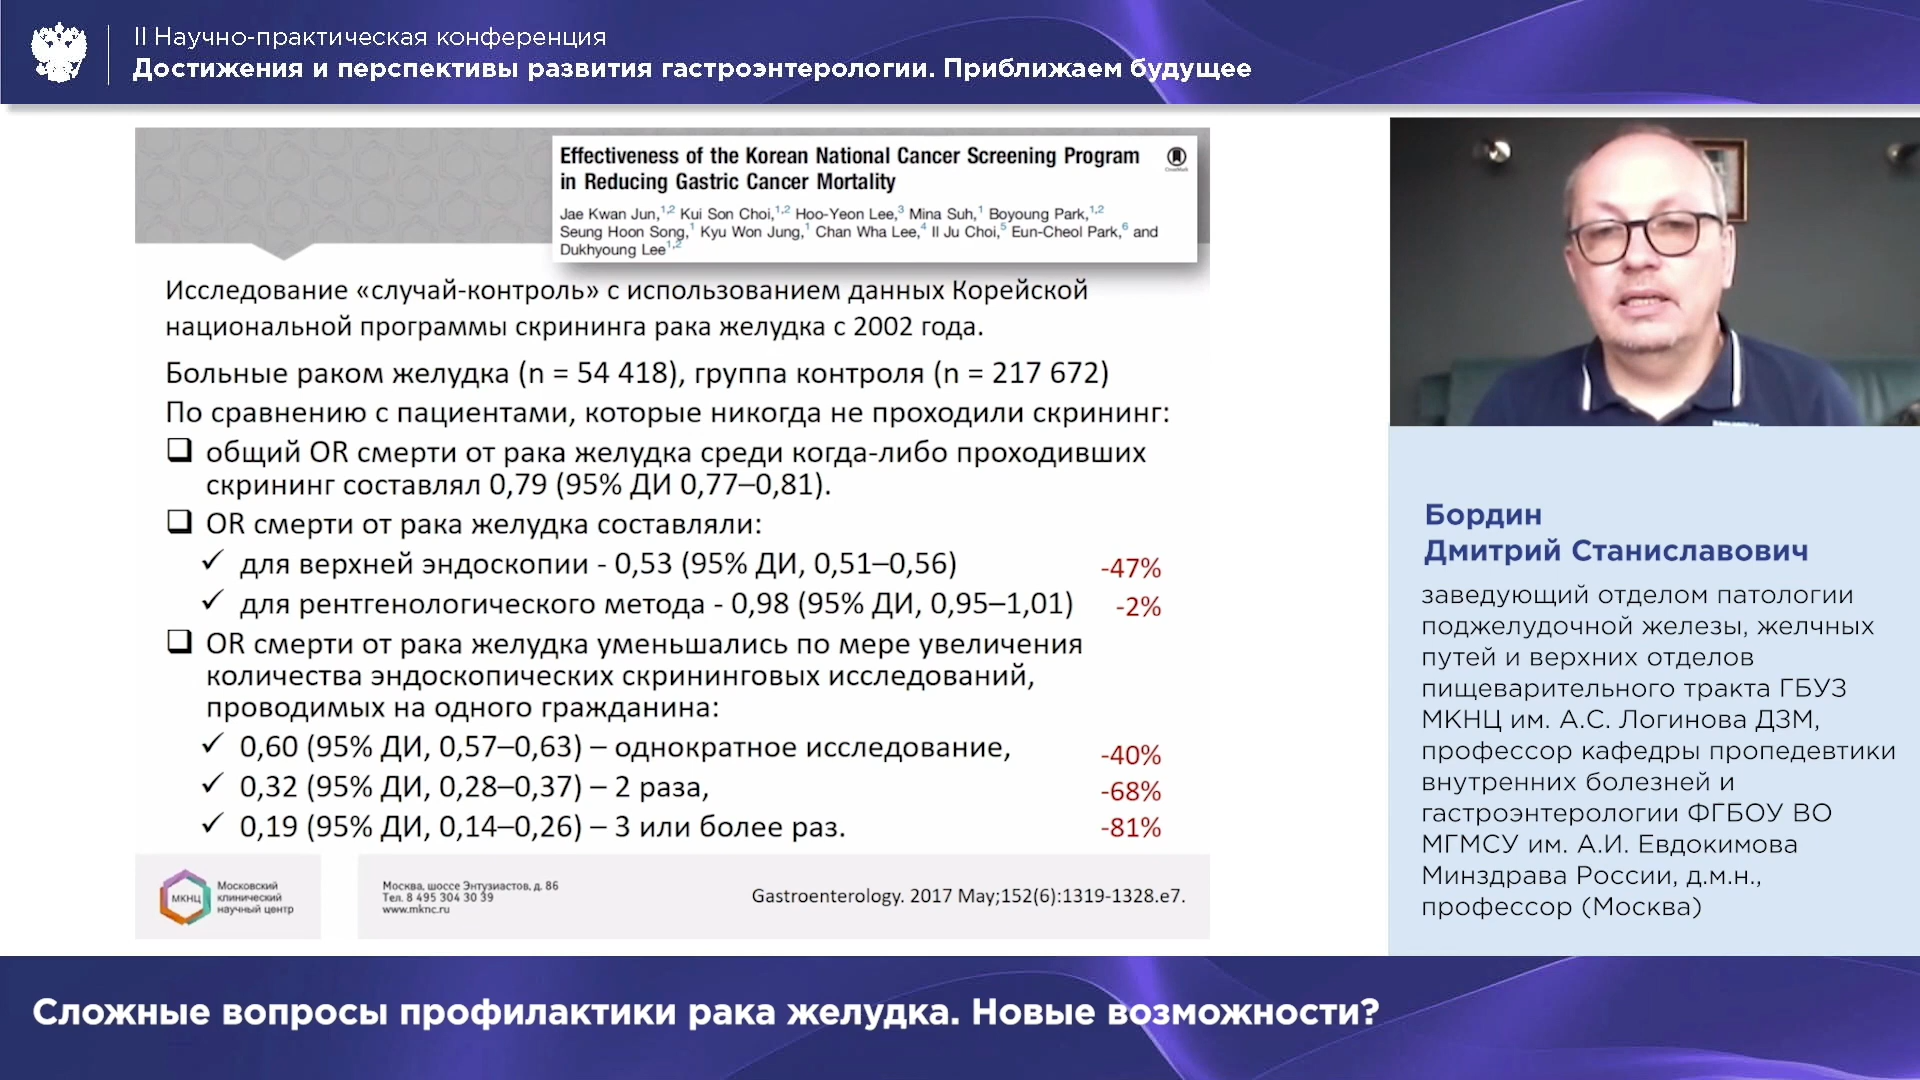 II Научно-практическая конференция
Достижения и перспективы развития гастроэнтерологии. Приближаем будущее
Effectiveness of the Korean National Cancer Screening Program
in Reducing Gastric Cancer Mortality
Jae Kwan Jun,1,2 Kui Son Choi,1,2 Hoo-Yeon Lee,3 Mina Suh,1 Boyoung Park,1,2
Seung Hoon Song,1 Kyu Won Jung,1 Chan Wha Lee,4 Il Ju Choi,5 Eun-Cheol Park,6 and
Dukhyoung Lee1,2
Исследование «случай-контроль» с использованием данных Корейской
национальной программы скрининга рака желудка с 2002 года.
Больные раком желудка (n = 54 418), группа контроля (n = 217 672)
По сравнению с пациентами, которые никогда не проходили скрининг:
❑ общий OR смерти от рака желудка среди когда-либо проходивших
скрининг составлял 0,79 (95% ДИ 0,77–0,81).
❑ OR смерти от рака желудка составляли:
✓ для верхней эндоскопии - 0,53 (95% ДИ, 0,51–0,56) -47%
✓ для рентгенологического метода - 0,98 (95% ДИ, 0,95–1,01) -2%
❑ OR смерти от рака желудка уменьшались по мере увеличения
количества эндоскопических скрининговых исследований,
проводимых на одного гражданина:
✓ 0,60 (95% ДИ, 0,57–0,63) – однократное исследование, -40%
✓ 0,32 (95% ДИ, 0,28–0,37) – 2 раза, -68%
✓ 0,19 (95% ДИ, 0,14–0,26) – 3 или более раз. -81%
МКНЦ
Московский
клинический
научный центр
Москва, шоссе Энтузиастов, д. 86
Тел. 8 495 304 30 39
www.mknc.ru
Gastroenterology. 2017 May;152(6):1319-1328.e7.
Бордин
Дмитрий Станиславович
заведующий отделом патологии
поджелудочной железы, желчных
путей и верхних отделов
пищеварительного тракта ГБУЗ
МКНЦ им. А.С. Логинова ДЗМ,
профессор кафедры пропедевтики
внутренних болезней и
гастроэнтерологии ФГБОУ ВО
МГМСУ им. А.И. Евдокимова
Минздрава России, д.м.н.,
профессор (Москва)
Сложные вопросы профилактики рака желудка. Новые возможности?